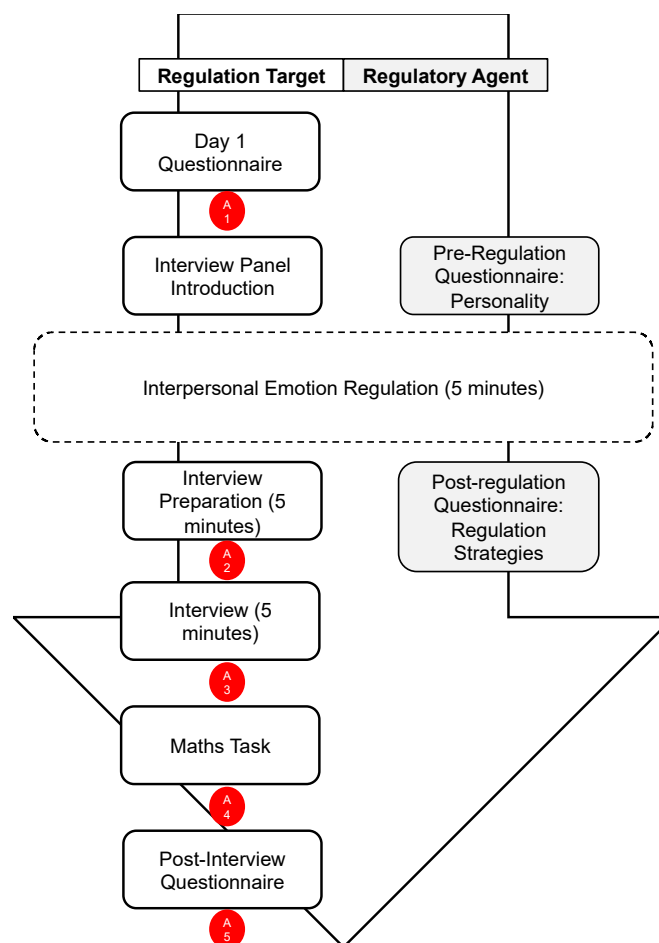 Regulation Target
Regulatory Agent
Day 1
Questionnaire
A
1
Interview Panel
Introduction
Pre-Regulation
Questionnaire:
Personality
Interpersonal Emotion Regulation (5 minutes)
Interview
Preparation (5
minutes)
Post-regulation
Questionnaire:
Regulation
Strategies
A
2
Interview (5
minutes)
A
3
Maths Task
A
4
Post-Interview
Questionnaire
A
5